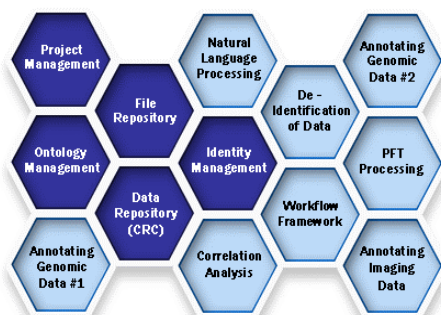 Project
Management
Natural
Language
Processing
Annotating
Genomic
Data #2
File
Repository
De -
Identification
of Data
Ontology
Management
Identity
Management
PFT
Processing
Data
Repository
(CRC)
Workflow
Framework
Annotating
Genomic
Data #1
Correlation
Analysis
Annotating
Imaging
Data